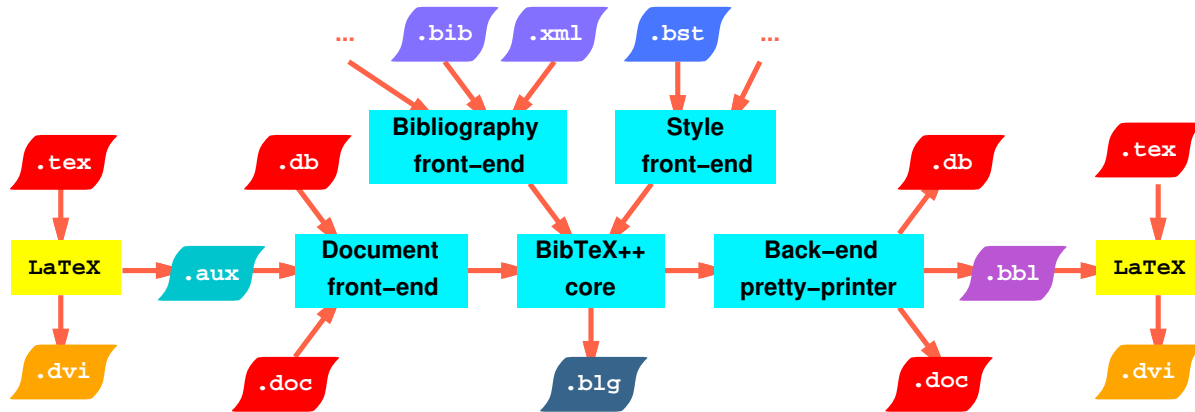 ...
.bib
.xml
.bst
...
Bibliography
front−end
Style
front−end
.tex
.db
.db
.tex
LaTeX
.aux
Document
front−end
BibTeX++
core
Back−end
pretty−printer
.bbl
LaTeX
.dvi
.doc
.blg
.doc
.dvi